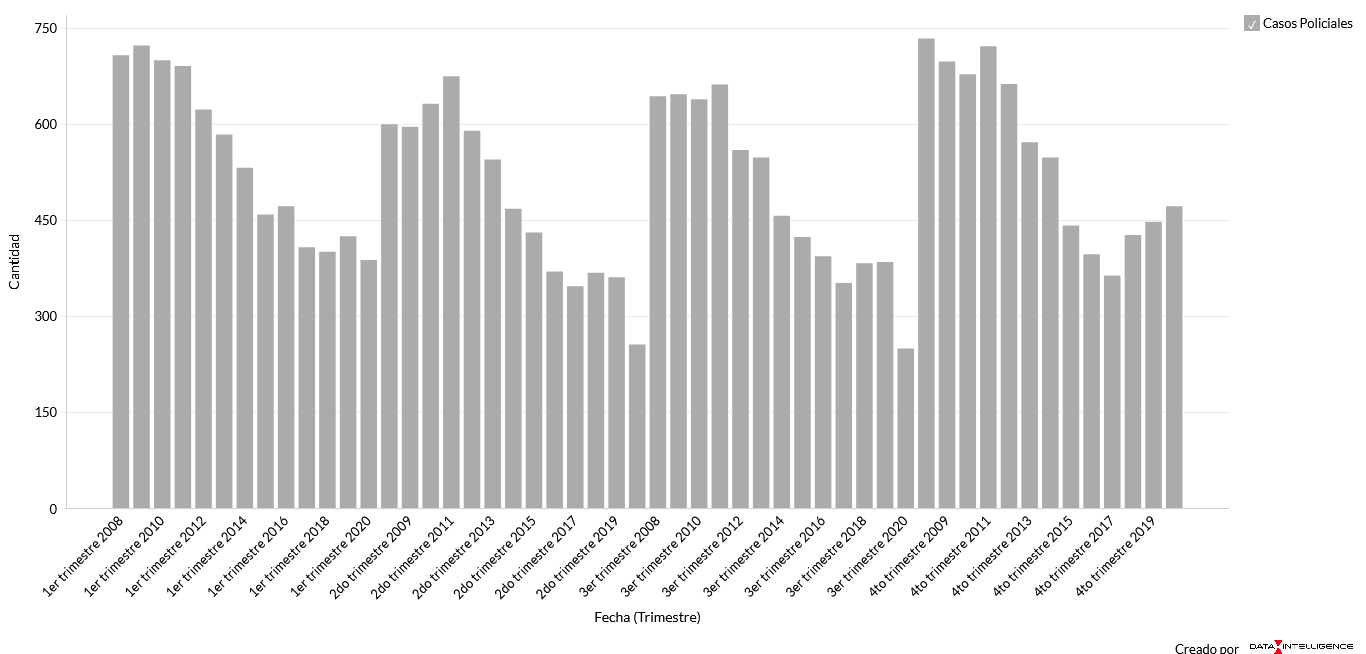 Casos Policiales
750
600
450
300
150
0
Cantidad
1er trimestre 2008
1er trimestre 2010
1er trimestre 2012
1er trimestre 2014
1er trimestre 2016
1er trimestre 2018
1er trimestre 2020
2do trimestre 2009
2do trimestre 2011
2do trimestre 2013
2do trimestre 2015
2do trimestre 2017
2do trimestre 2019
3er trimestre 2008
3er trimestre 2010
3er trimestre 2012
3er trimestre 2014
3er trimestre 2016
3er trimestre 2018
3er trimestre 2020
4to trimestre 2009
4to trimestre 2011
4to trimestre 2013
4to trimestre 2015
4to trimestre 2017
4to trimestre 2019
Fecha (Trimestre)
Creado por DATA INTELLIGENCE